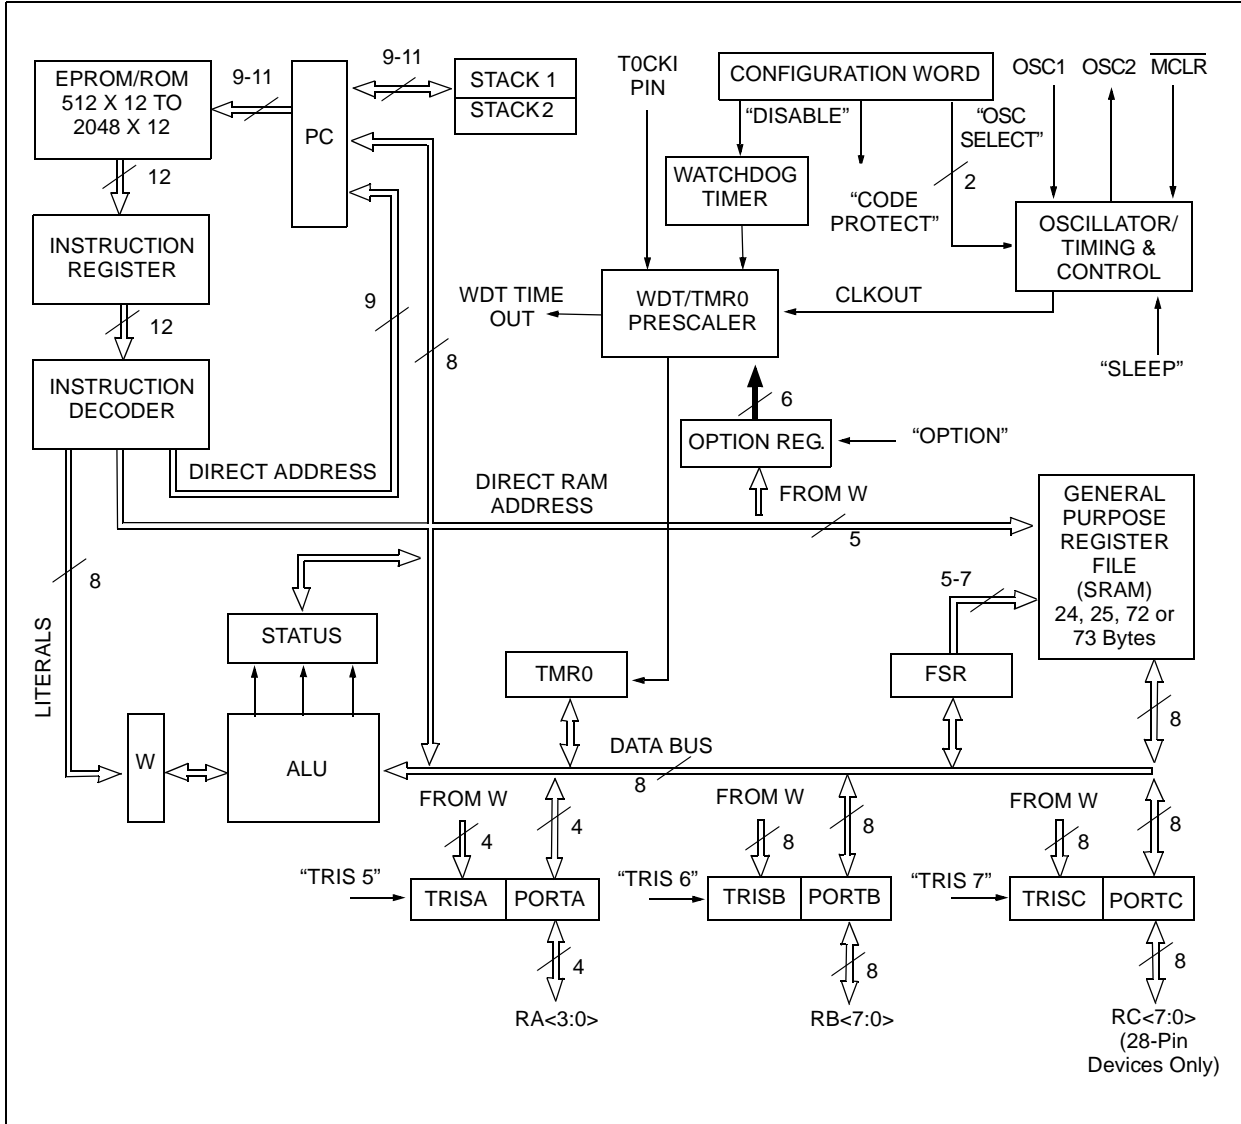 EPROM/ROM
512 X 12 TO
2048 X 12
9-11
PC
9-11
STACK 1
STACK 2
T0CKI
PIN
CONFIGURATION WORD
OSC1
OSC2
MCLR
“DISABLE”
“OSC
SELECT”
12
WATCHDOG
TIMER
2
“CODE
PROTECT”
INSTRUCTION
REGISTER
OSCILLATOR/
TIMING &
CONTROL
9
WDT TIME
OUT
WDT/TMR0
PRESCALER
CLKOUT
12
8
“SLEEP”
INSTRUCTION
DECODER
6
OPTION REG.
“OPTION”
DIRECT ADDRESS
DIRECT RAM
ADDRESS
FROM W
GENERAL
PURPOSE
REGISTER
FILE
(SRAM)
24, 25, 72 or
73 Bytes
5
8
5-7
LITERALS
STATUS
TMR0
FSR
8
W
ALU
DATA BUS
8
FROM W
4
4
FROM W
8
8
FROM W
8
8
“TRIS 5”
TRISA
PORTA
“TRIS 6”
TRISB
PORTB
“TRIS 7”
TRISC
PORTC
4
8
8
RA<3:0>
RB<7:0>
RC<7:0>
(28-Pin
Devices Only)